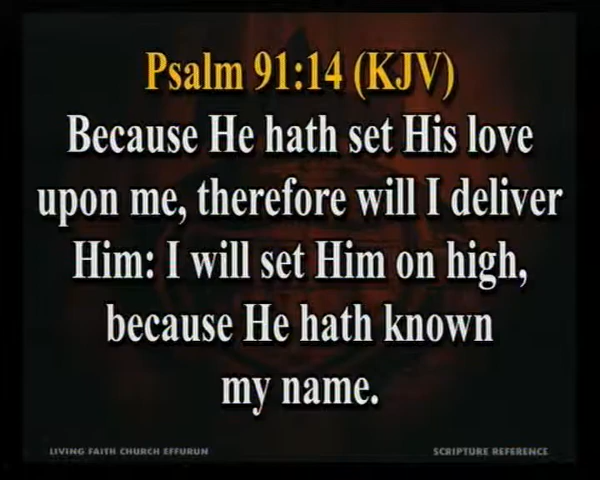 Psalm 91:14 (KJV)
Because He hath set His love
upon me, therefore will I deliver
Him: I will set Him on high,
because He hath known
my name.
LIVING FAITH CHURCH EFFURUN
SCRIPTURE REFERENCE